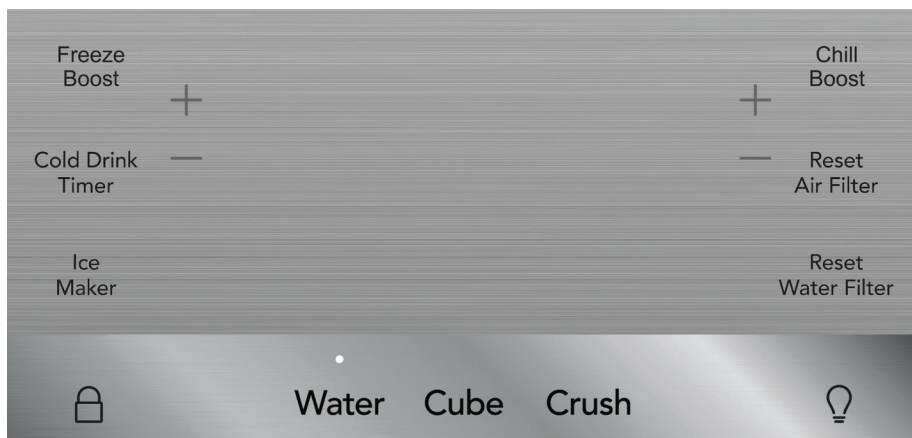 Freeze
Boost
+
Chill
Boost
+
Cold Drink
Timer
−
Reset
Air Filter
−
Ice
Maker
Reset
Water Filter
Water Cube Crush